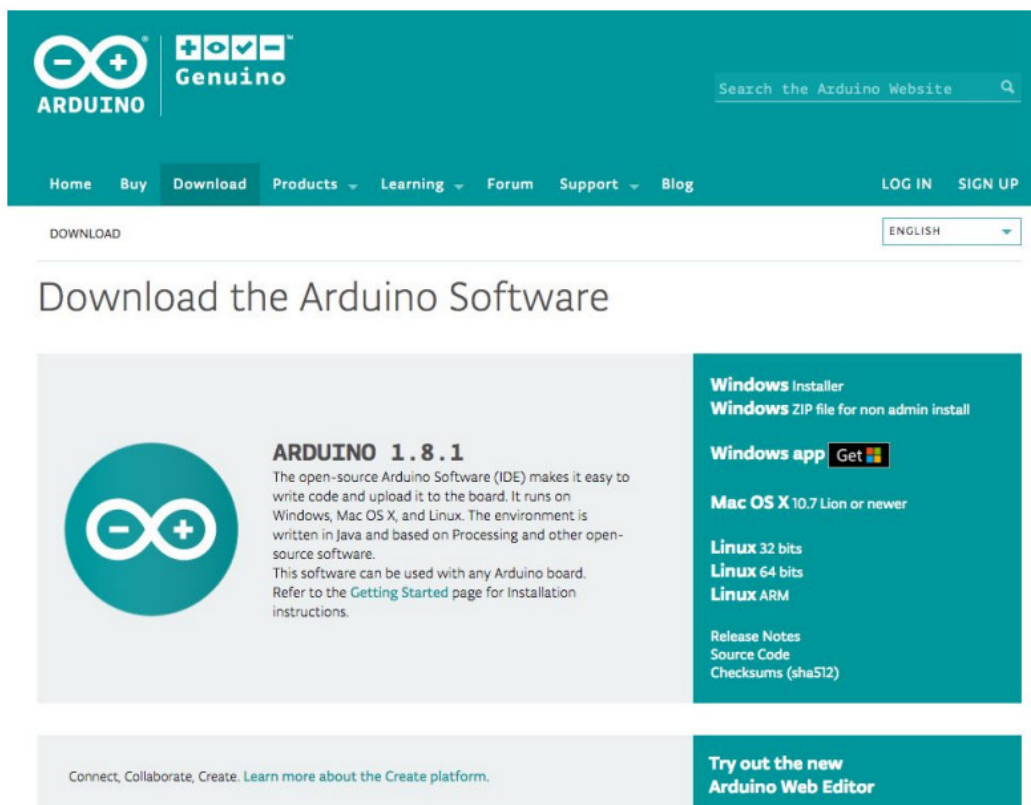 ARDUINO
Genuino
Search the Arduino Website
Home Buy Download Products Learning Forum Support Blog LOG IN SIGN UP
DOWNLOAD
ENGLISH
Download the Arduino Software
ARDUINO 1.8.1
The open-source Arduino Software (IDE) makes it easy to
write code and upload it to the board. It runs on
Windows, Mac OS X, and Linux. The environment is
written in Java and based on Processing and other open-
source software.
This software can be used with any Arduino board.
Refer to the Getting Started page for Installation
instructions.
Windows Installer
Windows ZIP file for non admin install
Windows app Get
Mac OS X 10.7 Lion or newer
Linux 32 bits
Linux 64 bits
Linux ARM
Release Notes
Source Code
Checksums (sha512)
Connect, Collaborate, Create. Learn more about the Create platform.
Try out the new
Arduino Web Editor